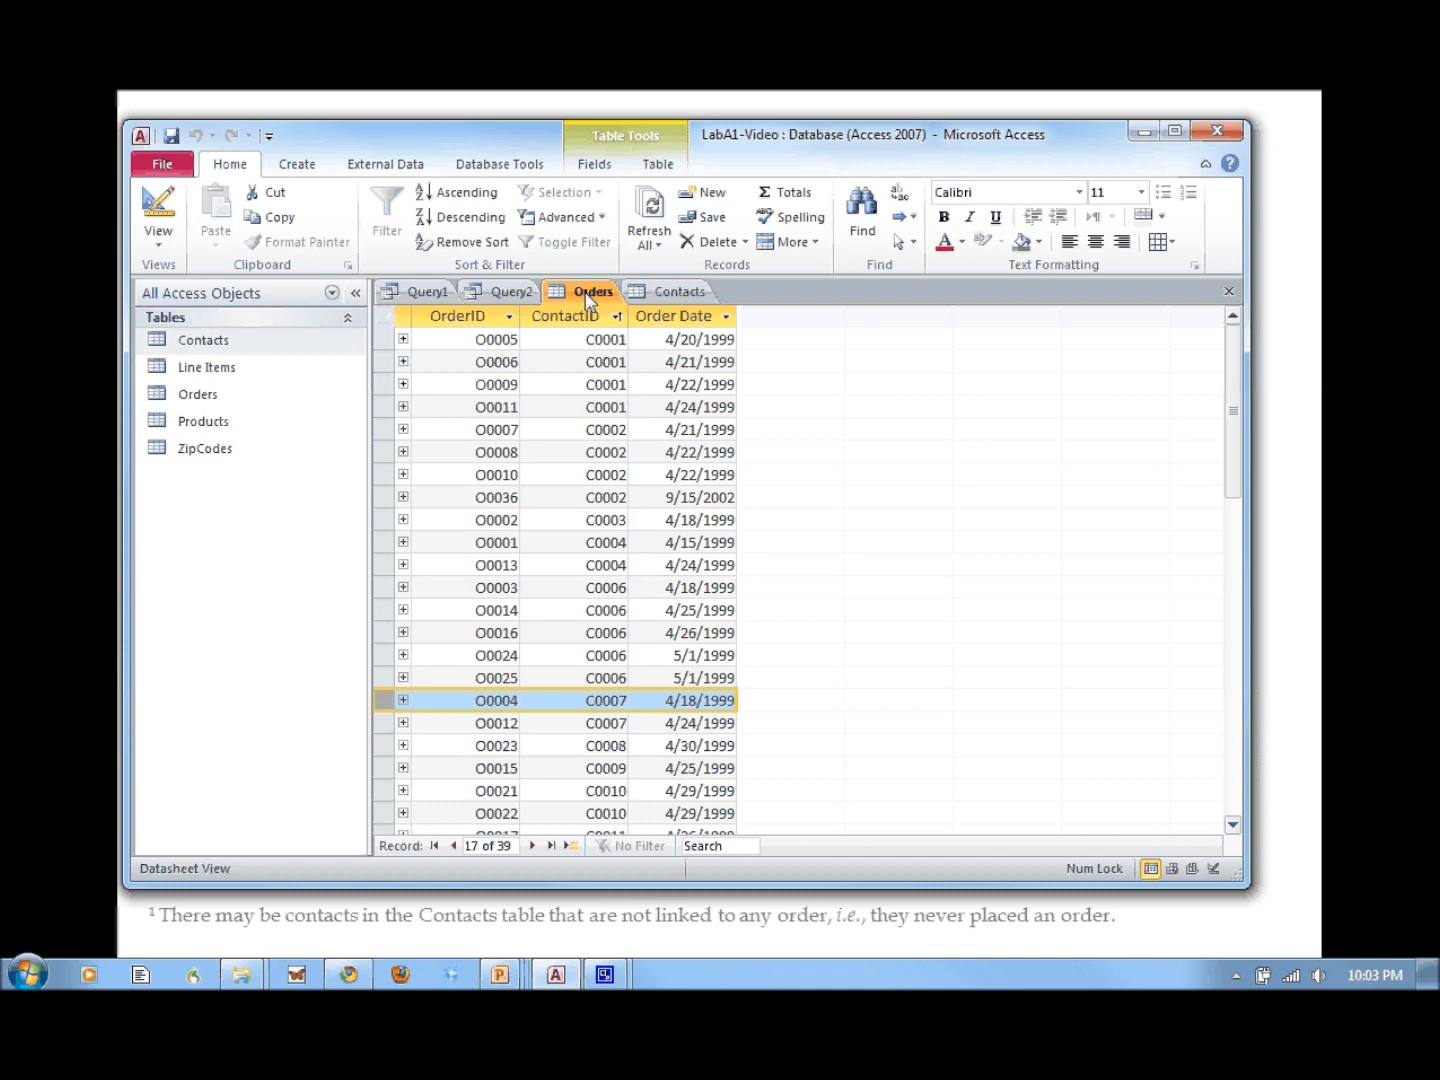 Table Tools
LabA1-Video : Database (Access 2007) - Microsoft Access
File Home Create External Data Database Tools Fields Table
View
Paste
Cut
Copy
Format Painter
Filter
Ascending
Descending
Remove Sort
Selection
Advanced
Toggle Filter
Refresh
All
New
Save
Delete
Totals
Spelling
More
Find
Calibri 11
B I U
Views Clipboard Sort & Filter Records Find Text Formatting
All Access Objects
Tables
Contacts
Line Items
Orders
Products
ZipCodes
Query1 Query2 Orders Contacts
OrderID ContactID Order Date
O0005 C0001 4/20/1999
O0006 C0001 4/21/1999
O0009 C0001 4/22/1999
O0011 C0001 4/24/1999
O0007 C0002 4/21/1999
O0008 C0002 4/22/1999
O0010 C0002 4/22/1999
O0036 C0002 9/15/2002
O0002 C0003 4/18/1999
O0001 C0004 4/15/1999
O0013 C0004 4/24/1999
O0003 C0006 4/18/1999
O0014 C0006 4/25/1999
O0016 C0006 4/26/1999
O0024 C0006 5/1/1999
O0025 C0006 5/1/1999
O0004 C0007 4/18/1999
O0012 C0007 4/24/1999
O0023 C0008 4/30/1999
O0015 C0009 4/25/1999
O0021 C0010 4/29/1999
O0022 C0010 4/29/1999
Record: 17 of 39 No Filter Search
Datasheet View Num Lock
1 There may be contacts in the Contacts table that are not linked to any order, i.e., they never placed an order.
10:03 PM